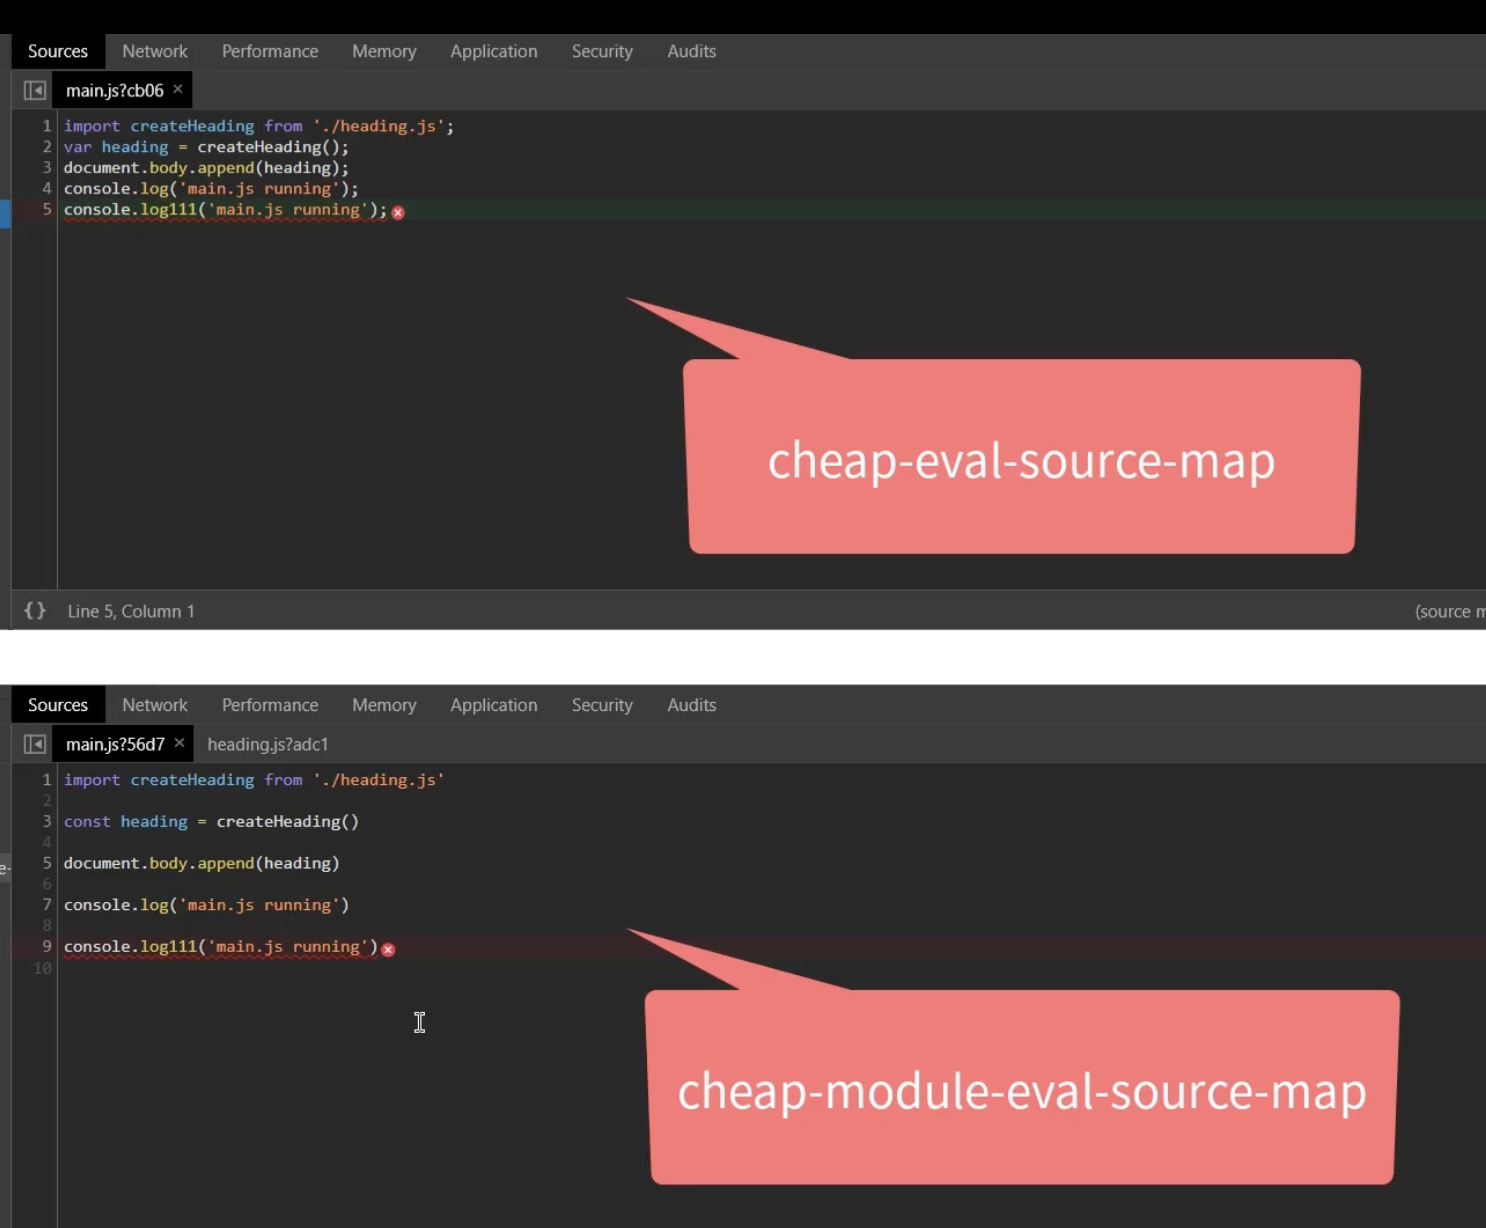 Sources Network Performance Memory Application Security Audits
main.js?cb06 ×
1 import createHeading from './heading.js';
2 var heading = createHeading();
3 document.body.append(heading);
4 console.log('main.js running');
5 console.log111('main.js running');
cheap-eval-source-map
{} Line 5, Column 1 (source m
Sources Network Performance Memory Application Security Audits
main.js?56d7 × heading.js?adc1
1 import createHeading from './heading.js'
2
3 const heading = createHeading()
4
5 document.body.append(heading)
6
7 console.log('main.js running')
8
9 console.log111('main.js running')
10
cheap-module-eval-source-map